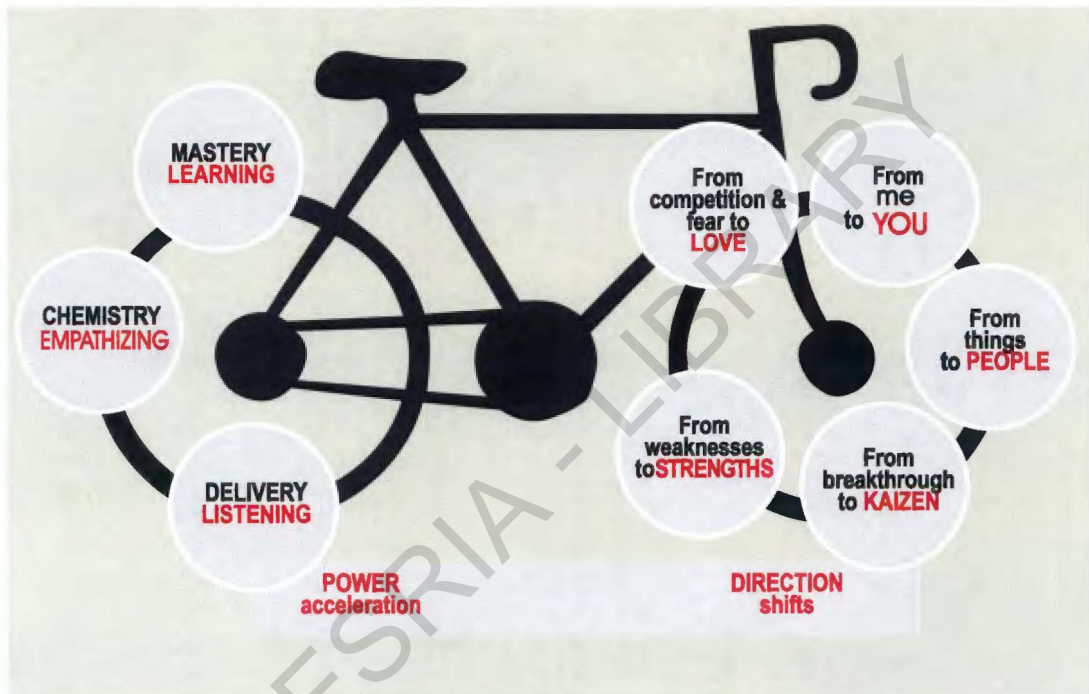 MASTERY
LEARNING
CHEMISTRY
EMPATHIZING
DELIVERY
LISTENING
POWER
acceleration
From
competition &
fear to
LOVE
From
me
to YOU
From
things
to PEOPLE
From
breakthrough
to KAIZEN
From
weaknesses
toSTRENGTHS
DIRECTION
shifts
ESRIA - LIBRARY